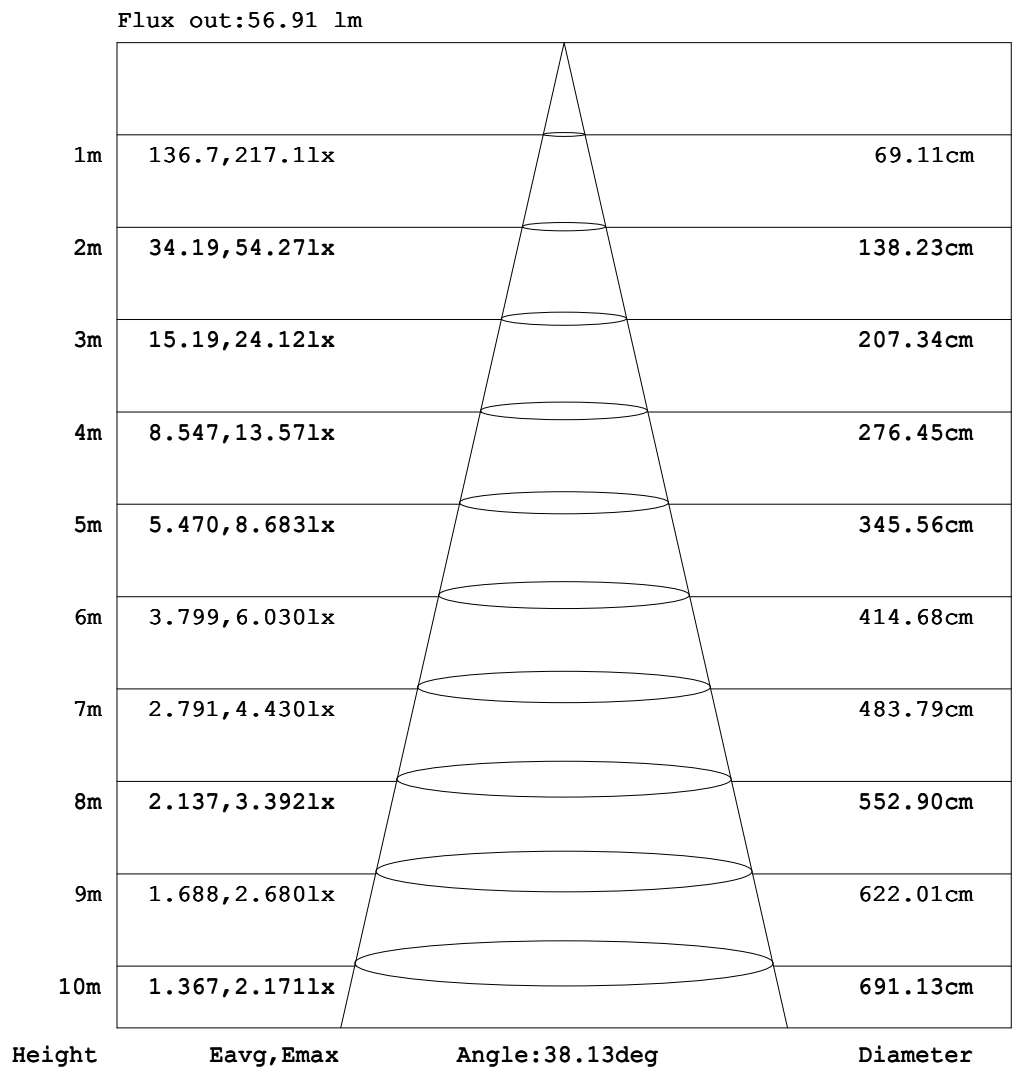 Flux out:56.91 lm
1m 136.7,217.1lx 69.11cm
2m 34.19,54.27lx 138.23cm
3m 15.19,24.12lx 207.34cm
4m 8.547,13.57lx 276.45cm
5m 5.470,8.683lx 345.56cm
6m 3.799,6.030lx 414.68cm
7m 2.791,4.430lx 483.79cm
8m 2.137,3.392lx 552.90cm
9m 1.688,2.680lx 622.01cm
10m 1.367,2.171lx 691.13cm
Height Eavg,Emax Angle:38.13deg Diameter